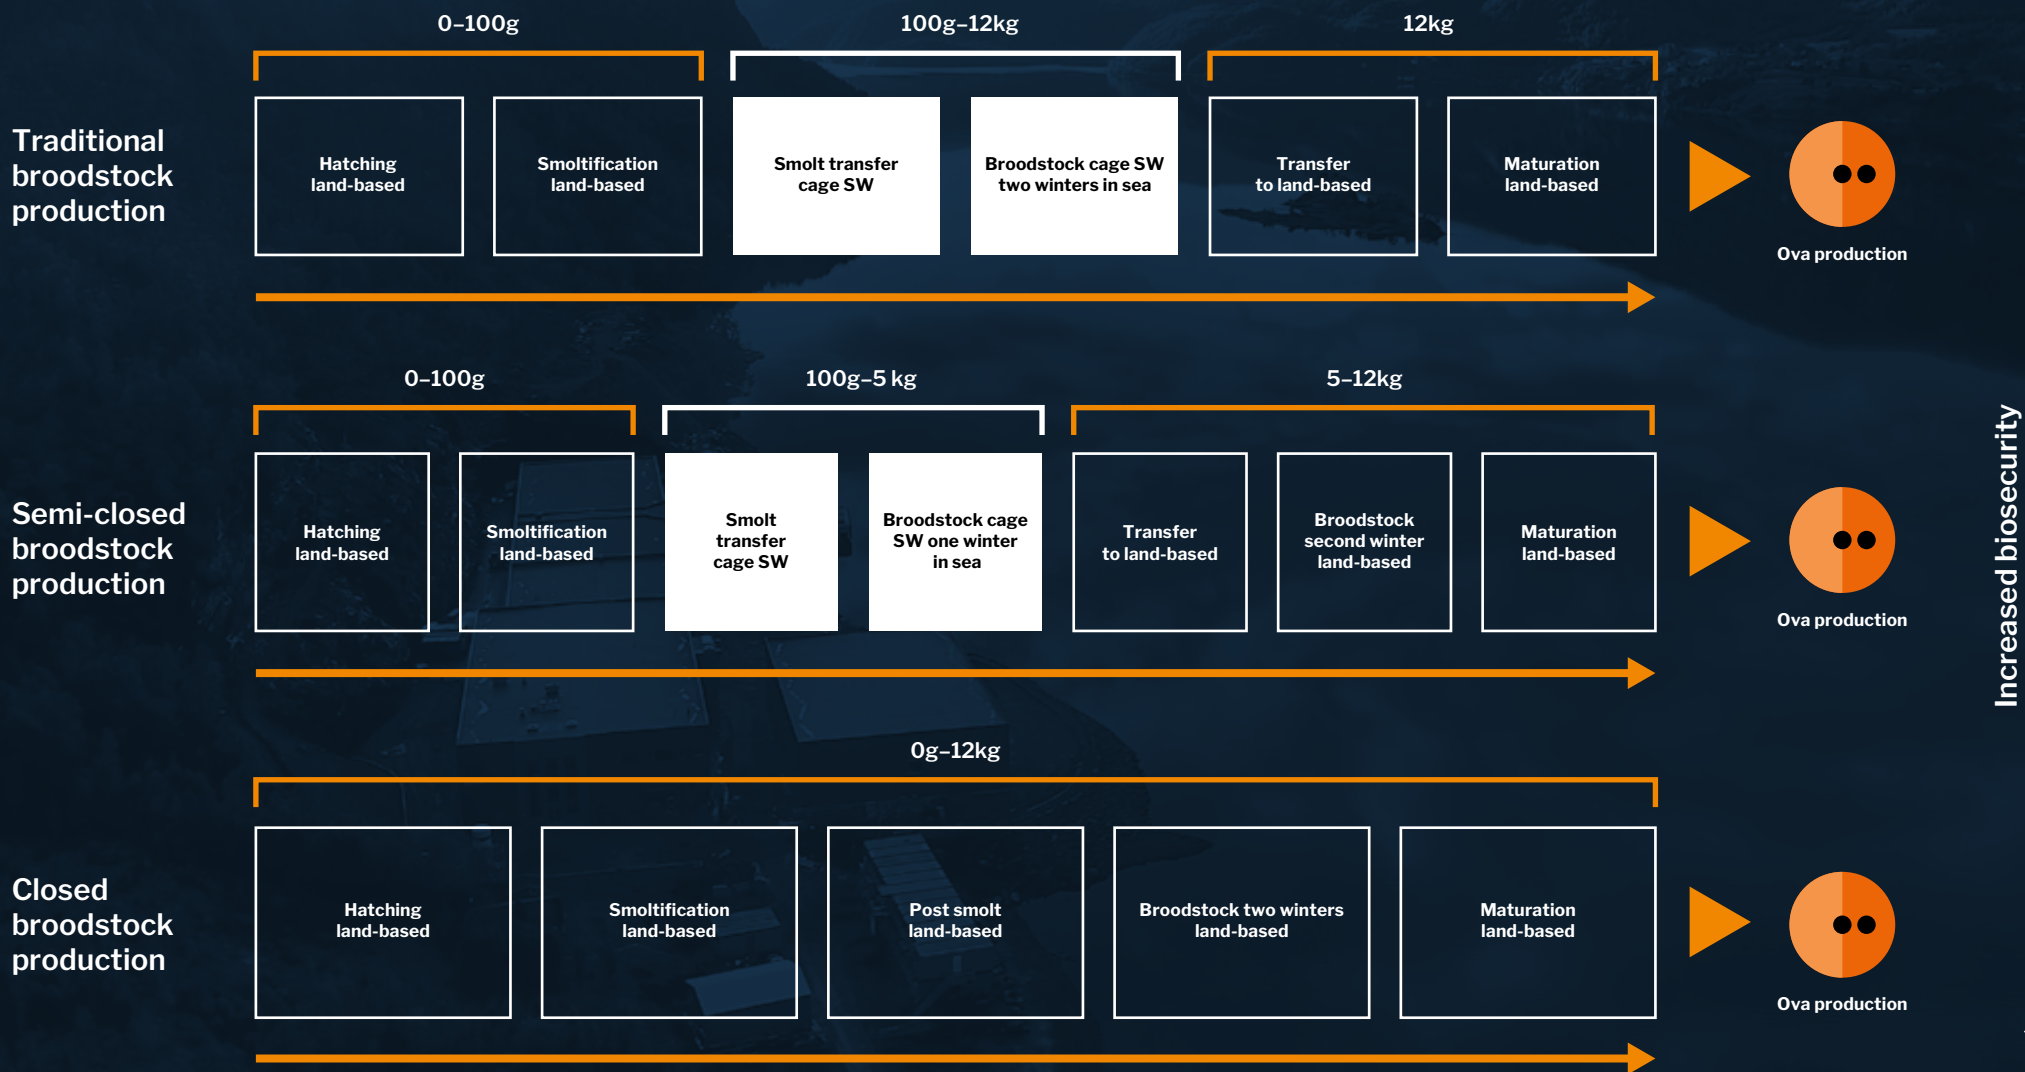 0–100g
100g–12kg
12kg
Traditional
broodstock
production
Hatching
land-based
Smoltification
land-based
Smolt transfer
cage SW
Broodstock cage SW
two winters in sea
Transfer
to land-based
Maturation
land-based
Ova production
0–100g
100g–5 kg
5–12kg
Semi-closed
broodstock
production
Hatching
land-based
Smoltification
land-based
Smolt
transfer
cage SW
Broodstock cage
SW one winter
in sea
Transfer
to land-based
Broodstock
second winter
land-based
Maturation
land-based
Ova production
Increased biosecurity
0g–12kg
Closed
broodstock
production
Hatching
land-based
Smoltification
land-based
Post smolt
land-based
Broodstock two winters
land-based
Maturation
land-based
Ova production